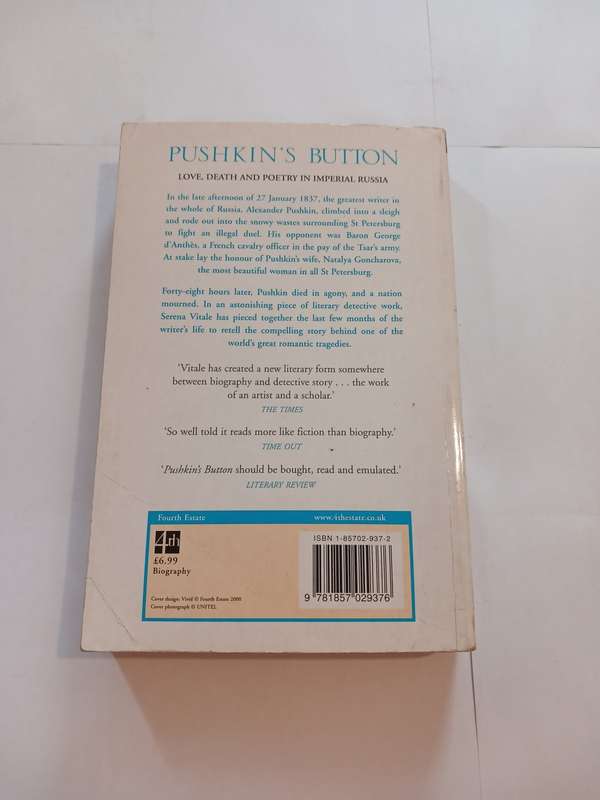 PUSHKIN'S BUTTON
LOVE, DEATH AND POETRY IN IMPERIAL RUSSIA
In the late afternoon of 27 January 1837, the greatest writer in
the whole of Russia, Alexander Pushkin, climbed into a sleigh
and rode out into the snowy wastes surrounding St Petersburg
to fight an illegal duel. His opponent was Baron George
d'Anthès, a French cavalry officer in the pay of the Tsar's army.
At stake lay the honour of Pushkin's wife, Natalya Goncharova,
the most beautiful woman in all St Petersburg.
Forty-eight hours later, Pushkin died in agony, and a nation
mourned. In an astonishing piece of literary detective work,
Serena Vitale has pieced together the last few months of the
writer's life to retell the compelling story behind one of the
world's great romantic tragedies.
'Vitale has created a new literary form somewhere
between biography and detective story . . . the work
of an artist and a scholar.'
THE TIMES
'So well told it reads more like fiction than biography.'
TIME OUT
'Pushkin's Button should be bought, read and emulated.'
LITERARY REVIEW
Fourth Estate www.4thestate.co.uk
4th
£6.99
Biography
ISBN 1-85702-937-2
9 781857 029376
Cover design: Vivid © Fourth Estate 2000
Cover photograph © UNITEL